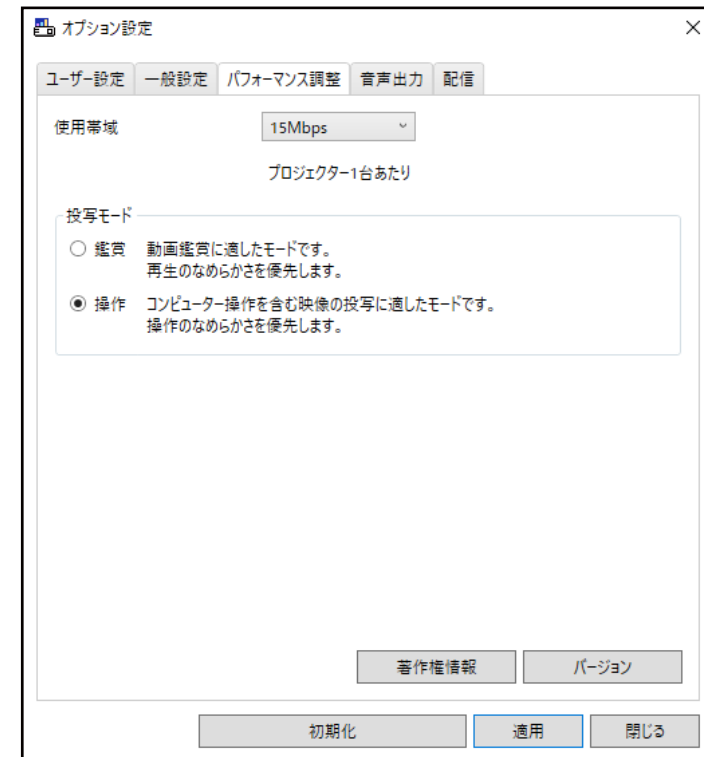 オプション設定
ユーザー設定 一般設定 パフォーマンス調整 音声出力 配信
使用帯域 15Mbps
プロジェクター1台あたり
投写モード
鑑賞 動画鑑賞に適したモードです。
再生のなめらかさを優先します。
操作 コンピューター操作を含む映像の投写に適したモードです。
操作のなめらかさを優先します。
著作権情報 バージョン
初期化 適用 閉じる